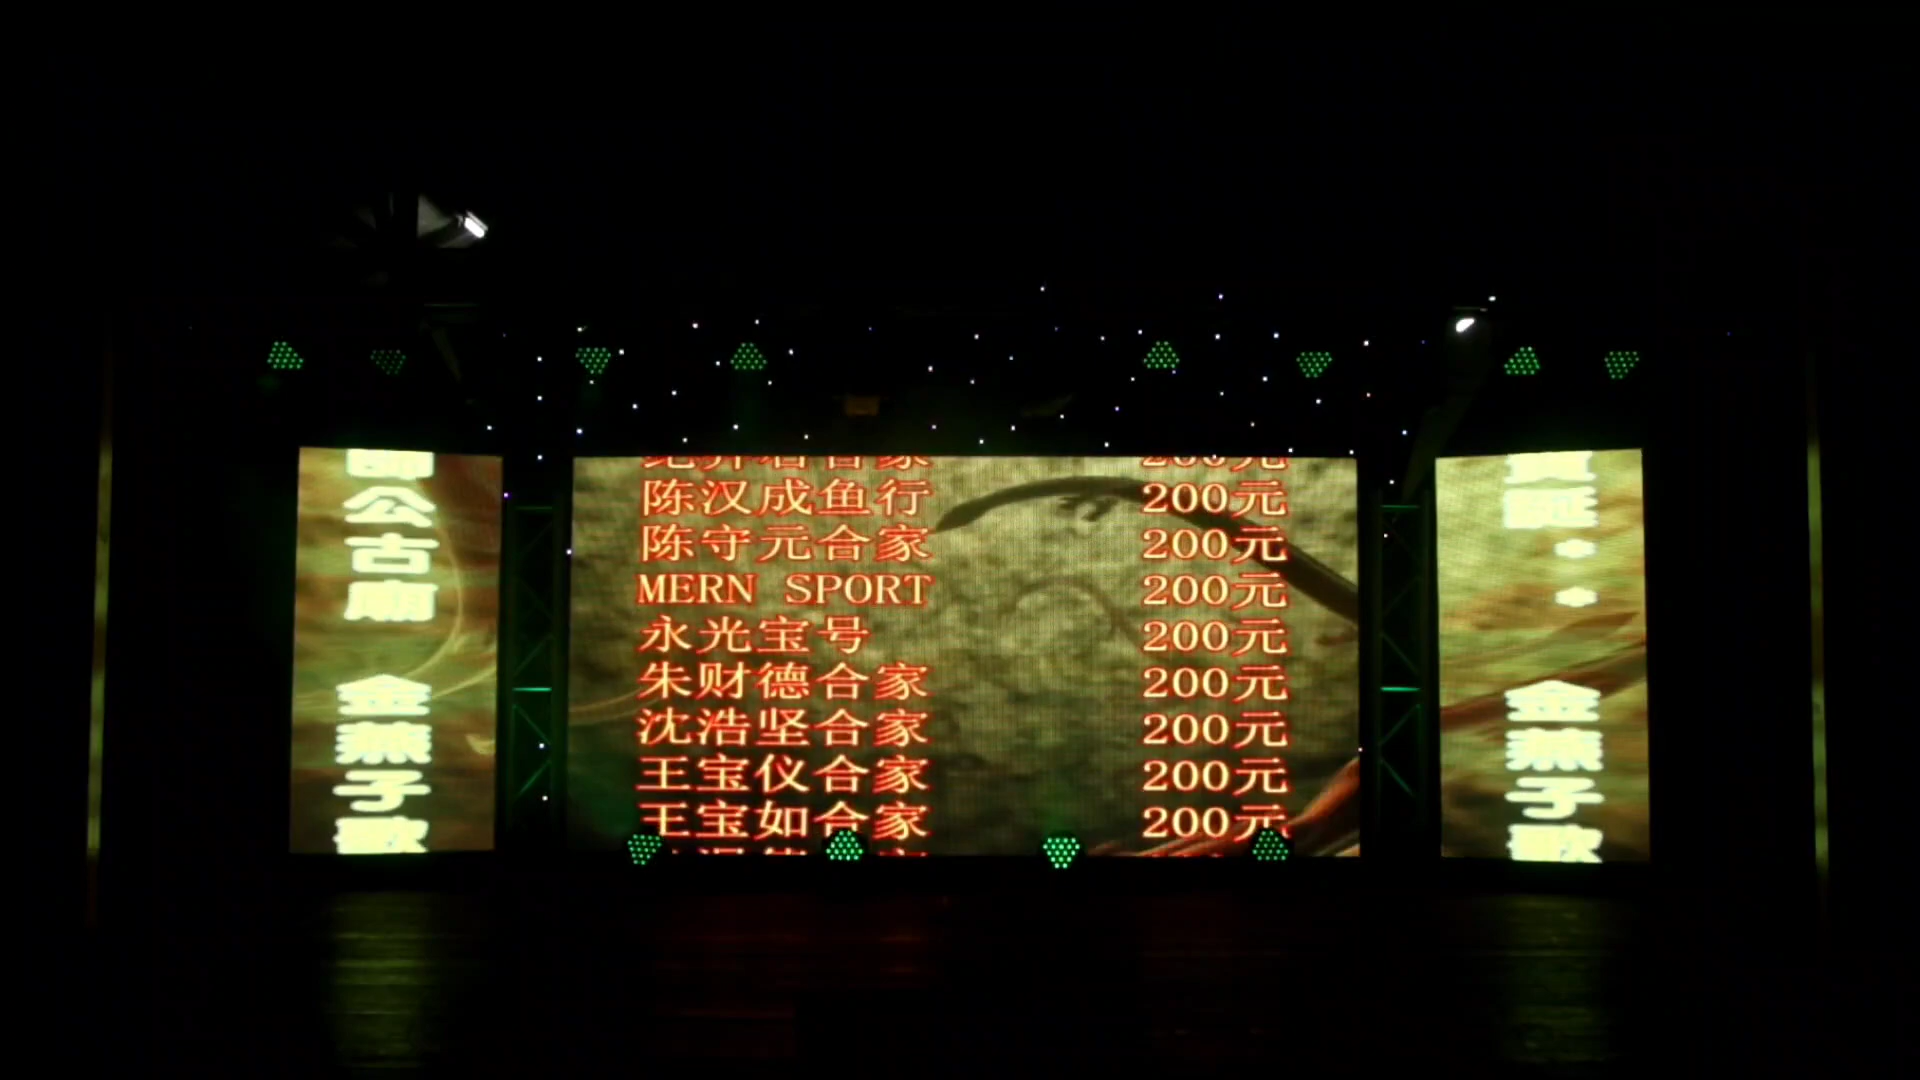 公古廟
金燕子歌
陈汉成鱼行 200元
陈守元合家 200元
MERN SPORT 200元
永光宝号 200元
朱财德合家 200元
沈浩坚合家 200元
王宝仪合家 200元
王宝如合家 200元
誕
金燕子歌